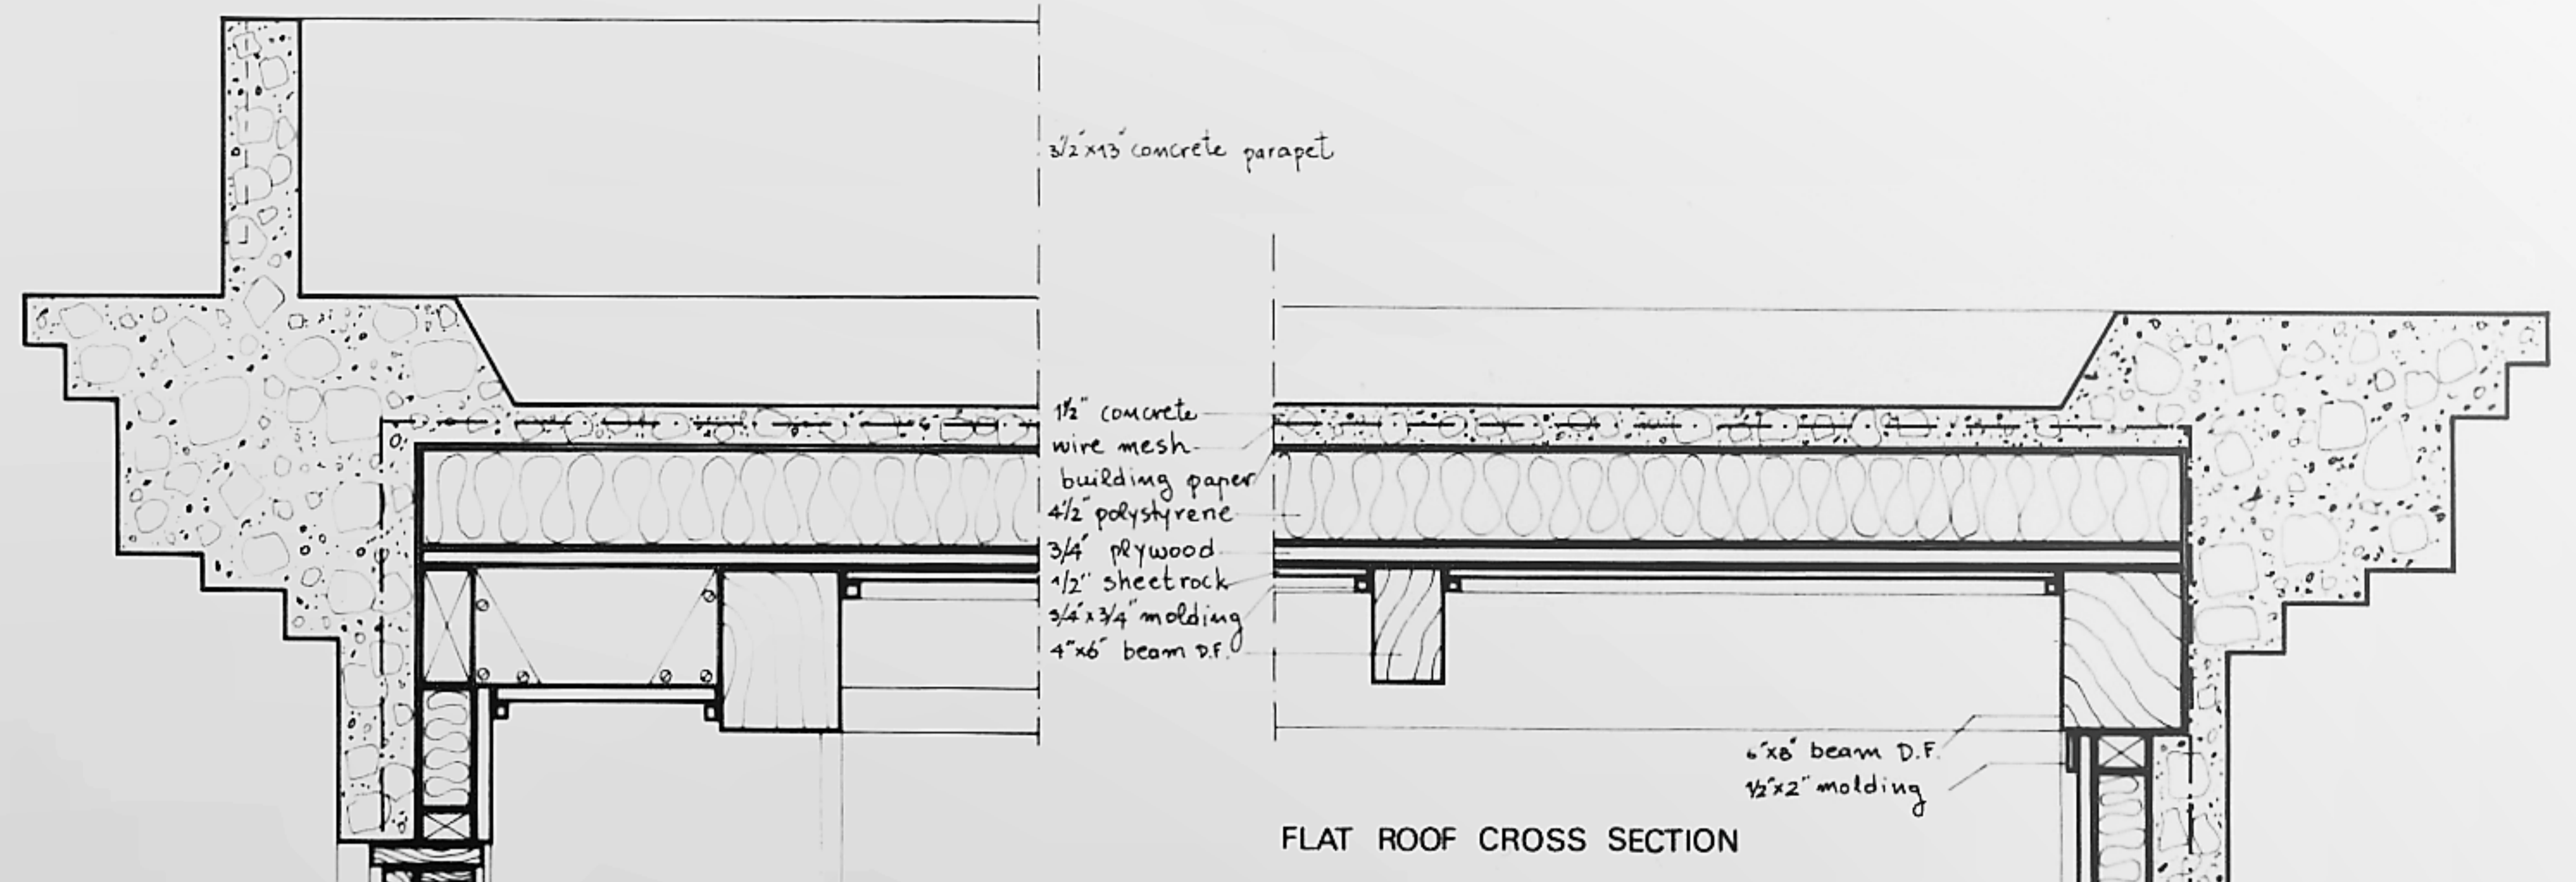 3½"x13" concrete parapet
1½" concrete
wire mesh
building paper
4½" polystyrene
3/4" plywood
1/2" sheetrock
3/4"x3/4" molding
4"x6" beam D.F.
6"x8" beam D.F.
½"x2" molding
FLAT ROOF CROSS SECTION